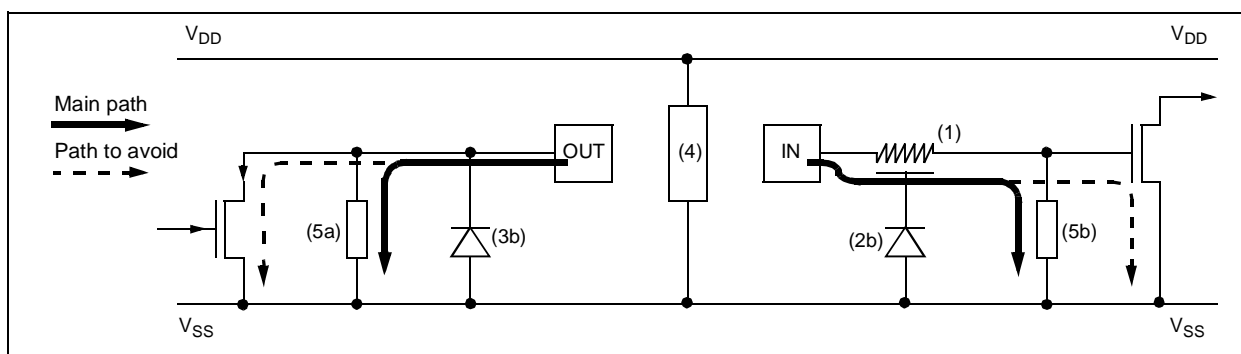 VDD
VDD
Main path
Path to avoid
OUT
(4)
IN
(1)
(5a)
(3b)
(2b)
(5b)
VSS
VSS